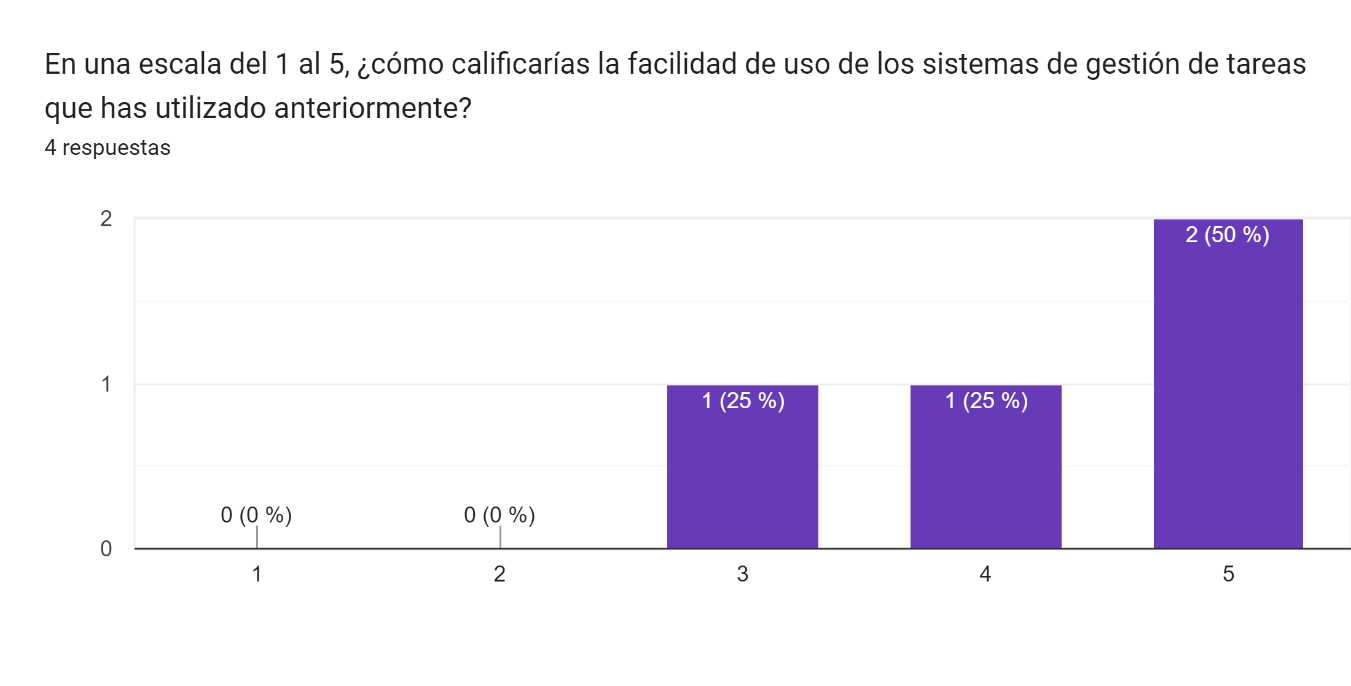 En una escala del 1 al 5, ¿cómo calificarías la facilidad de uso de los sistemas de gestión de tareas
que has utilizado anteriormente?
4 respuestas
2
2 (50 %)
1
1 (25 %)
1 (25 %)
0 (0 %)
0 (0 %)
0
1
2
3
4
5